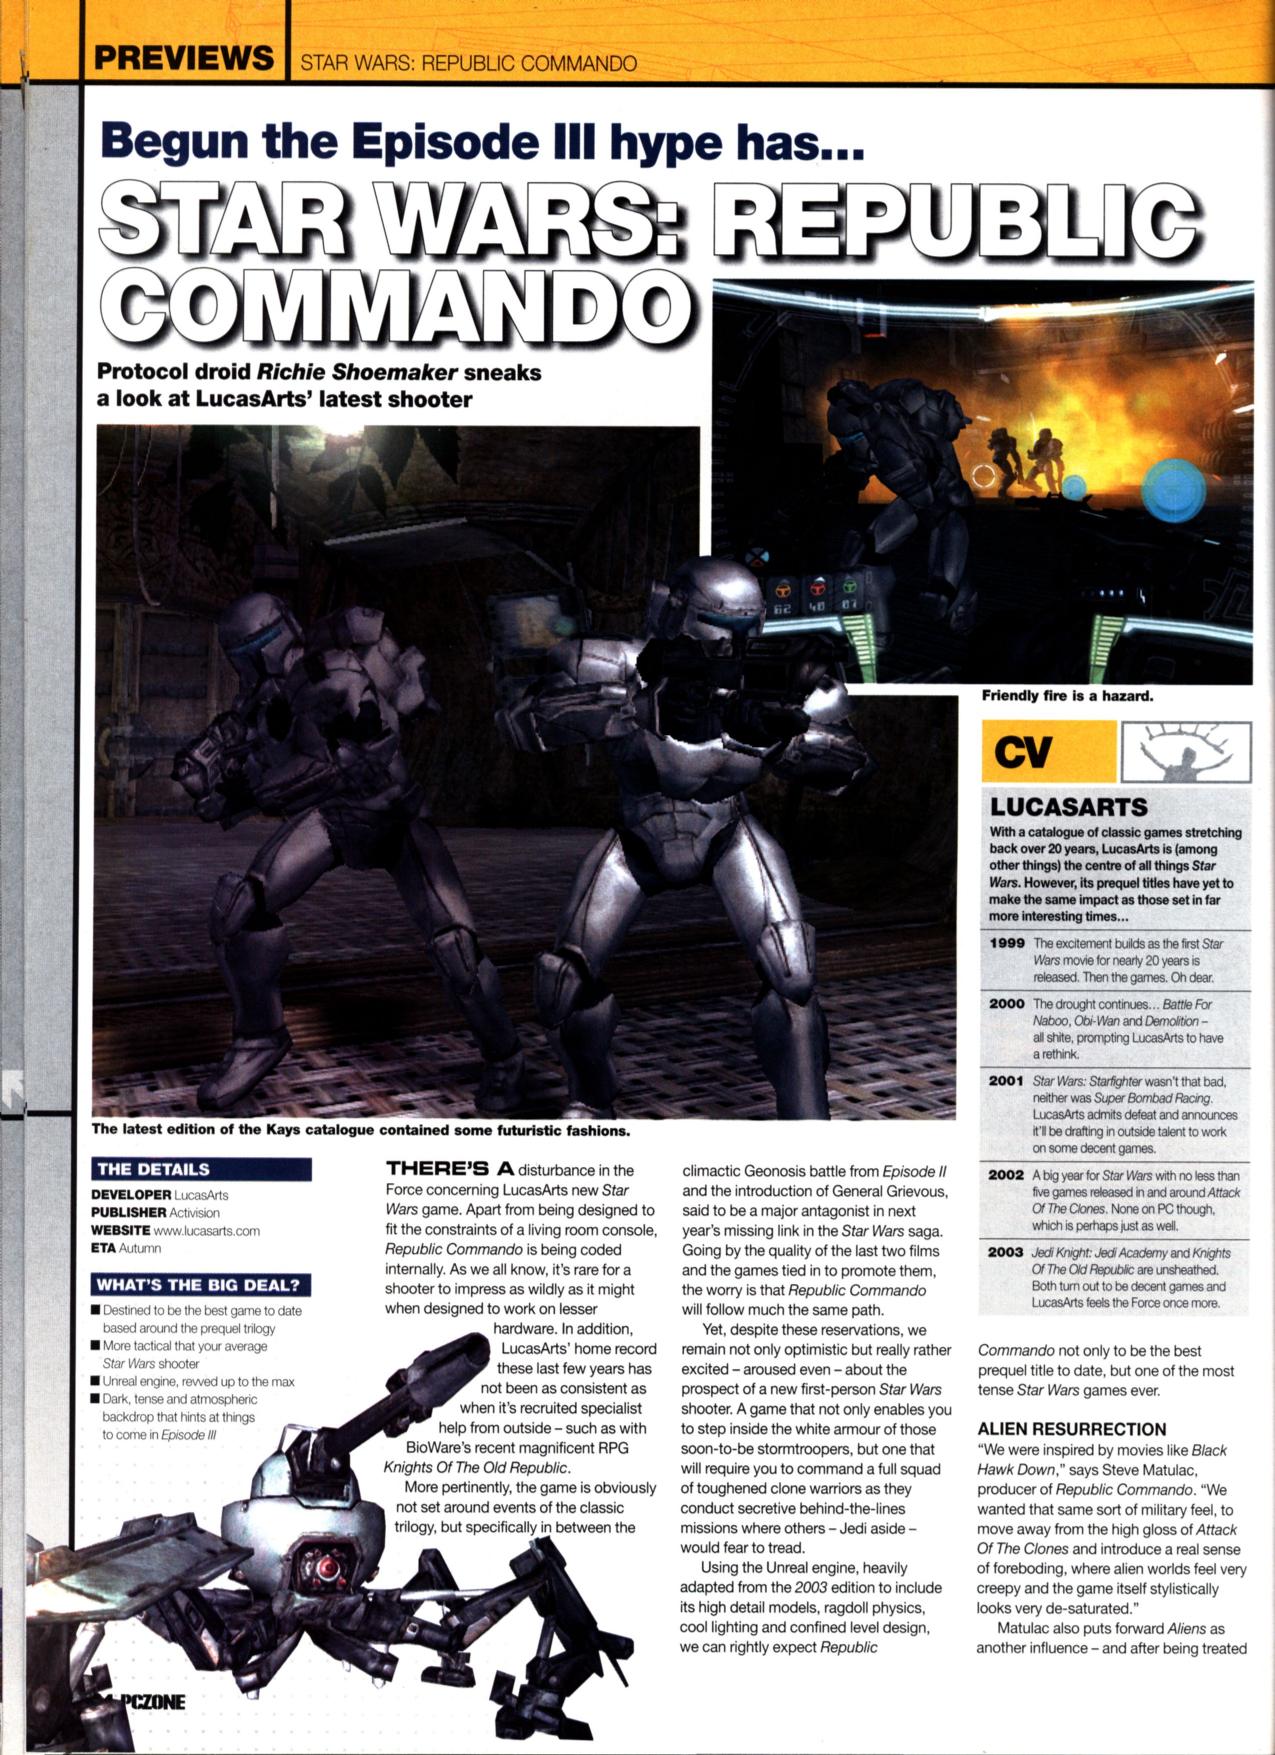 PREVIEWS
STAR WARS: REPUBLIC COMMANDO
Begun the Episode III hype has...
STAR WARS: REPUBLIC
COMMANDO
Protocol droid Richie Shoemaker sneaks
a look at LucasArts' latest shooter
62 40 07
Friendly fire is a hazard.
The latest edition of the Kays catalogue contained some futuristic fashions.
THE DETAILS
DEVELOPER LucasArts
PUBLISHER Activision
WEBSITE www.lucasarts.com
ETA Autumn
WHAT'S THE BIG DEAL?
■ Destined to be the best game to date
based around the prequel trilogy
■ More tactical that your average
Star Wars shooter
■ Unreal engine, revved up to the max
■ Dark, tense and atmospheric
backdrop that hints at things
to come in Episode III
THERE'S A disturbance in the
Force concerning LucasArts new Star
Wars game. Apart from being designed to
fit the constraints of a living room console,
Republic Commando is being coded
internally. As we all know, it's rare for a
shooter to impress as wildly as it might
when designed to work on lesser
hardware. In addition,
LucasArts' home record
these last few years has
not been as consistent as
when it's recruited specialist
help from outside – such as with
BioWare's recent magnificent RPG
Knights Of The Old Republic.
More pertinently, the game is obviously
not set around events of the classic
trilogy, but specifically in between the
climactic Geonosis battle from Episode II
and the introduction of General Grievous,
said to be a major antagonist in next
year's missing link in the Star Wars saga.
Going by the quality of the last two films
and the games tied in to promote them,
the worry is that Republic Commando
will follow much the same path.
Yet, despite these reservations, we
remain not only optimistic but really rather
excited – aroused even – about the
prospect of a new first-person Star Wars
shooter. A game that not only enables you
to step inside the white armour of those
soon-to-be stormtroopers, but one that
will require you to command a full squad
of toughened clone warriors as they
conduct secretive behind-the-lines
missions where others – Jedi aside –
would fear to tread.
Using the Unreal engine, heavily
adapted from the 2003 edition to include
its high detail models, ragdoll physics,
cool lighting and confined level design,
we can rightly expect Republic
CV
LUCASARTS
With a catalogue of classic games stretching
back over 20 years, LucasArts is (among
other things) the centre of all things Star
Wars. However, its prequel titles have yet to
make the same impact as those set in far
more interesting times...
1999 The excitement builds as the first Star
Wars movie for nearly 20 years is
released. Then the games. Oh dear.
2000 The drought continues... Battle For
Naboo, Obi-Wan and Demolition –
all shite, prompting LucasArts to have
a rethink.
2001 Star Wars: Starfighter wasn't that bad,
neither was Super Bombad Racing.
LucasArts admits defeat and announces
it'll be drafting in outside talent to work
on some decent games.
2002 A big year for Star Wars with no less than
five games released in and around Attack
Of The Clones. None on PC though,
which is perhaps just as well.
2003 Jedi Knight: Jedi Academy and Knights
Of The Old Republic are unsheathed.
Both turn out to be decent games and
LucasArts feels the Force once more.
Commando not only to be the best
prequel title to date, but one of the most
tense Star Wars games ever.
ALIEN RESURRECTION
"We were inspired by movies like Black
Hawk Down," says Steve Matulac,
producer of Republic Commando. "We
wanted that same sort of military feel, to
move away from the high gloss of Attack
Of The Clones and introduce a real sense
of foreboding, where alien worlds feel very
creepy and the game itself stylistically
looks very de-saturated."
Matulac also puts forward Aliens as
another influence – and after being treated
PCZONE